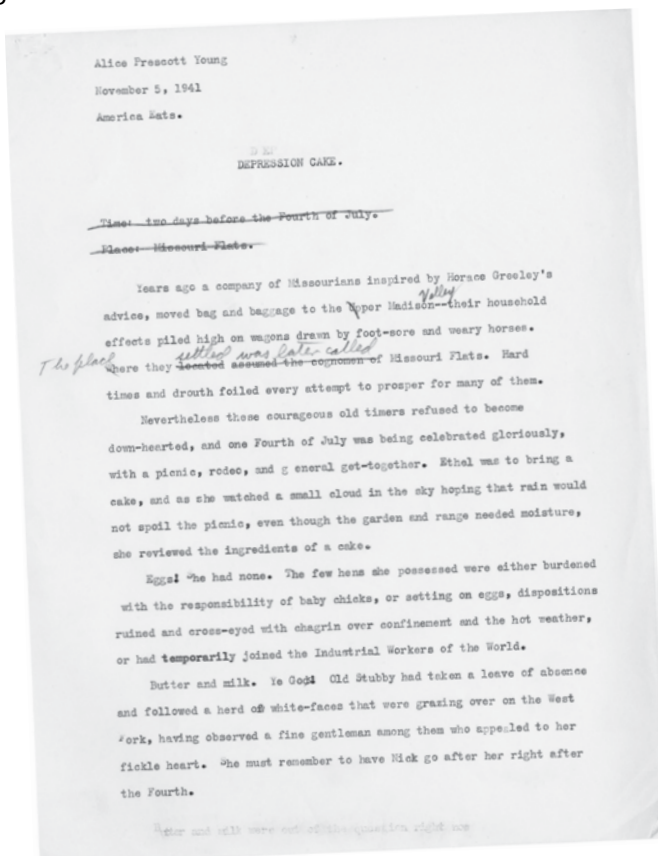 Alice Prescott Young
November 5, 1941
America Eats.
DEPRESSION CAKE.
Time: two days before the Fourth of July.
Place: Missouri Flats.
Years ago a company of Missourians inspired by Horace Greeley's
Valley
advice, moved bag and baggage to the Upper Madison--their household
effects piled high on wagons drawn by foot-sore and weary horses.
The place settled was later called
where they located assumed the cognomen of Missouri Flats. Hard
times and drouth foiled every attempt to prosper for many of them.
Nevertheless these courageous old timers refused to become
down-hearted, and one Fourth of July was being celebrated gloriously,
with a picnic, rodeo, and g eneral get-together. Ethel was to bring a
cake, and as she watched a small cloud in the sky hoping that rain would
not spoil the picnic, even though the garden and range needed moisture,
she reviewed the ingredients of a cake.
Eggs! She had none. The few hens she possessed were either burdened
with the responsibility of baby chicks, or setting on eggs, dispositions
ruined and cross-eyed with chagrin over confinement and the hot weather,
or had temporarily joined the Industrial Workers of the World.
Butter and milk. Ye Gods! Old Stubby had taken a leave of absence
and followed a herd of white-faces that were grazing over on the West
Fork, having observed a fine gentleman among them who appealed to her
fickle heart. She must remember to have Nick go after her right after
the Fourth.
Butter and milk were out of the question right now